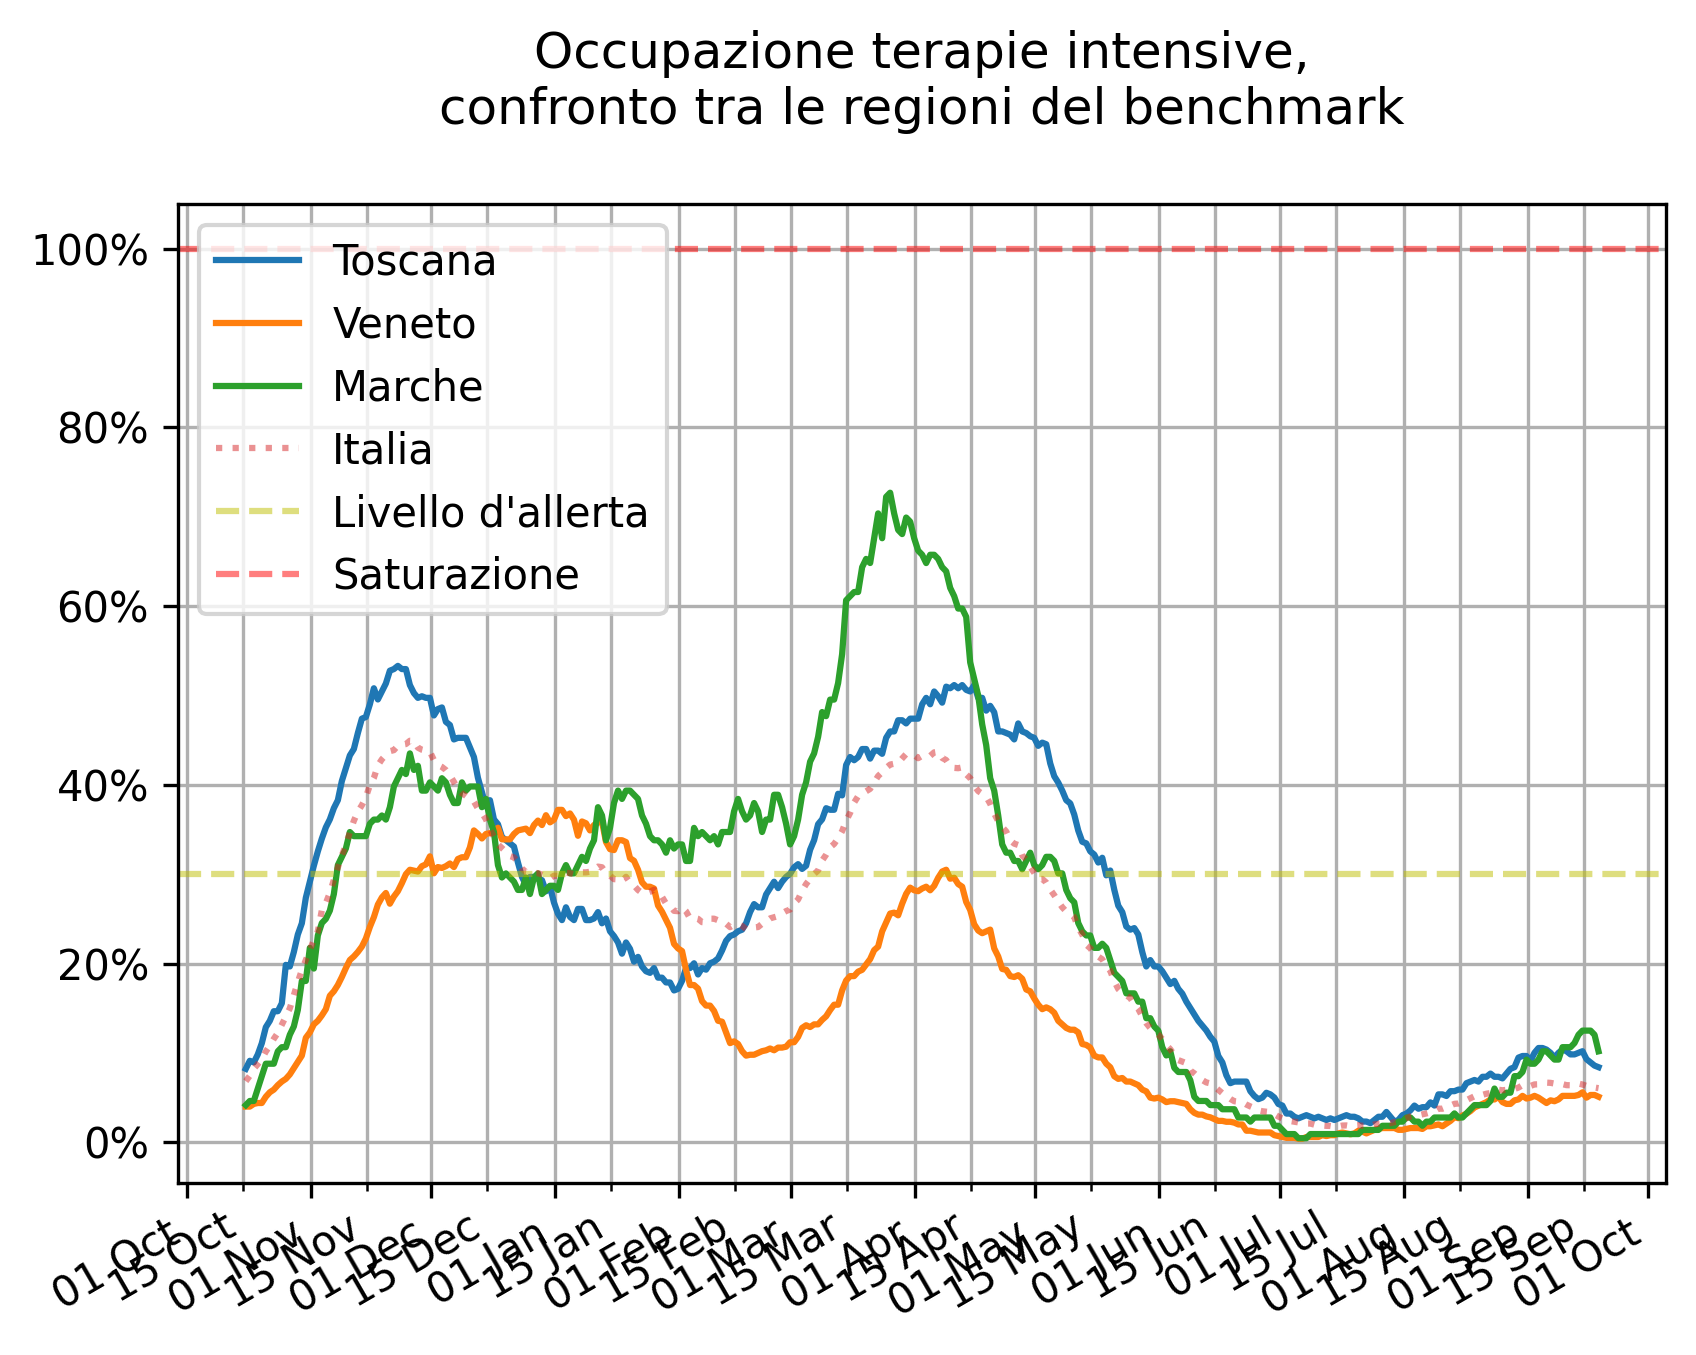 Occupazione terapie intensive,
confronto tra le regioni del benchmark
100%
80%
60%
40%
20%
0%
Toscana
Veneto
Marche
Italia
Livello d'allerta
Saturazione
01 Oct
15 Oct
01 Nov
15 Nov
01 Dec
15 Dec
01 Jan
15 Jan
01 Feb
15 Feb
01 Mar
15 Mar
01 Apr
15 Apr
01 May
15 May
01 Jun
15 Jun
01 Jul
15 Jul
01 Aug
15 Aug
01 Sep
15 Sep
01 Oct